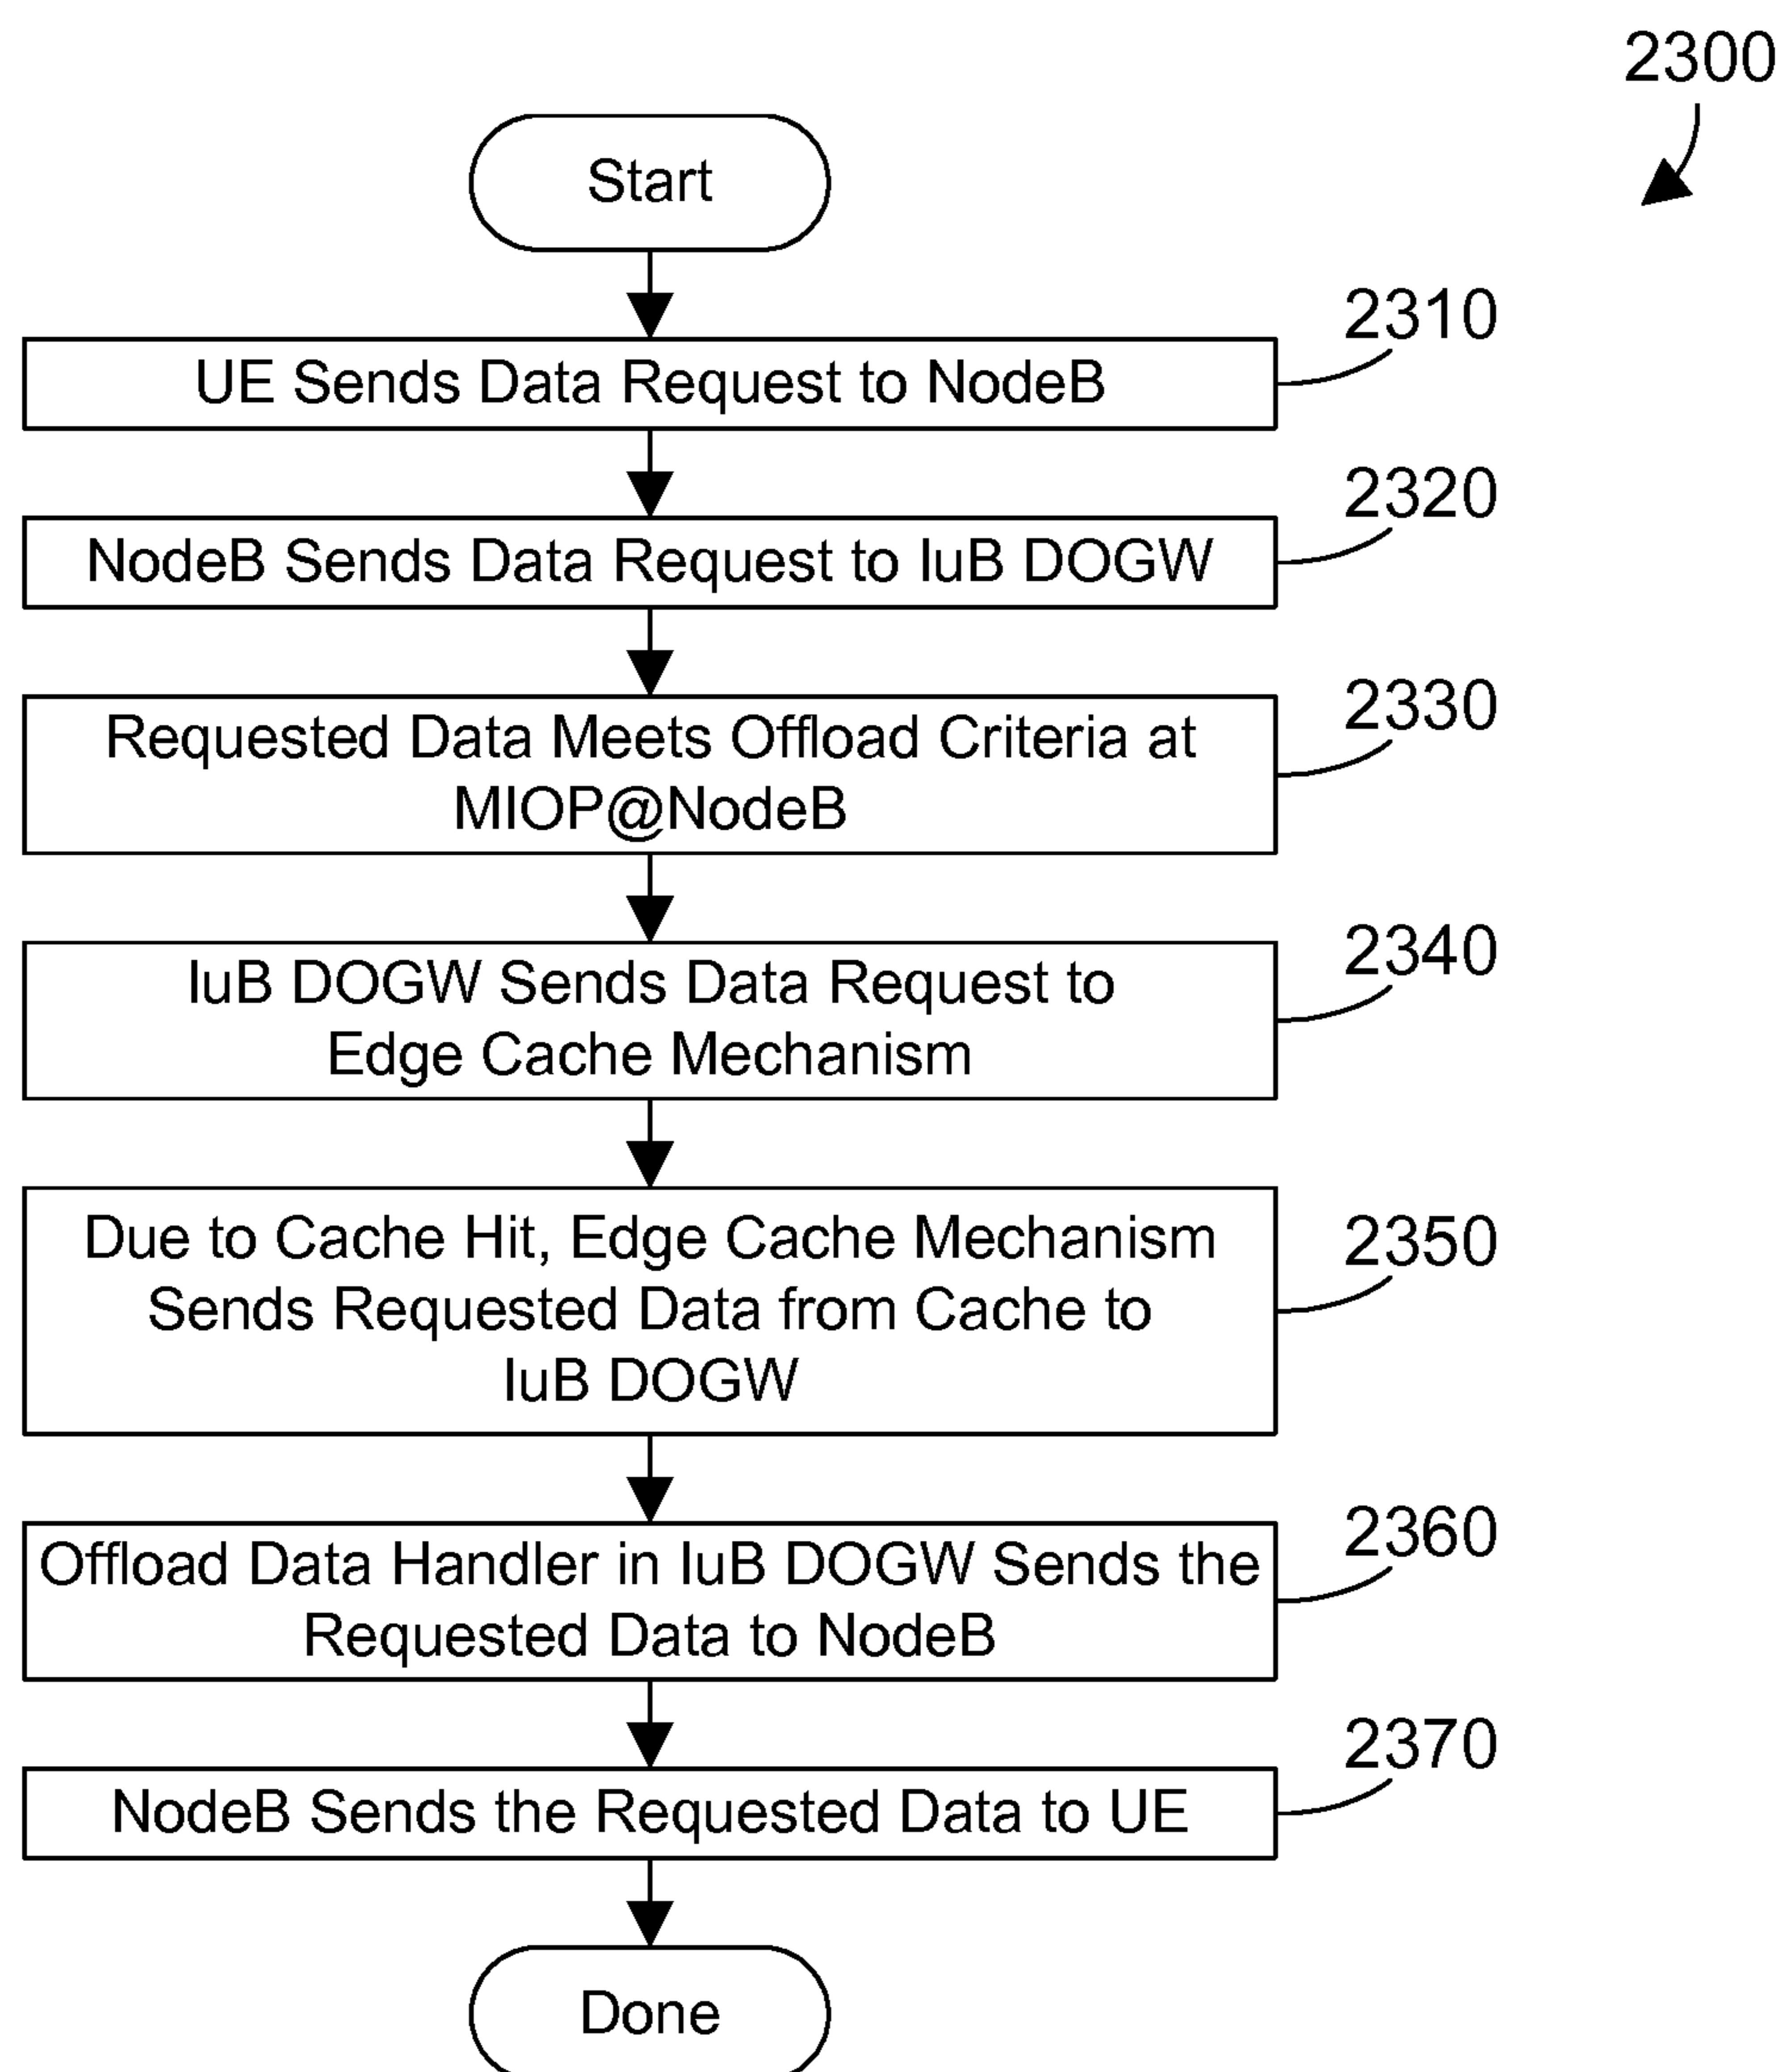 2300
Start
2310
UE Sends Data Request to NodeB
2320
NodeB Sends Data Request to IuB DOGW
2330
Requested Data Meets Offload Criteria at
MIOP@NodeB
2340
IuB DOGW Sends Data Request to
Edge Cache Mechanism
2350
Due to Cache Hit, Edge Cache Mechanism
Sends Requested Data from Cache to
IuB DOGW
2360
Offload Data Handler in IuB DOGW Sends the
Requested Data to NodeB
2370
NodeB Sends the Requested Data to UE
Done